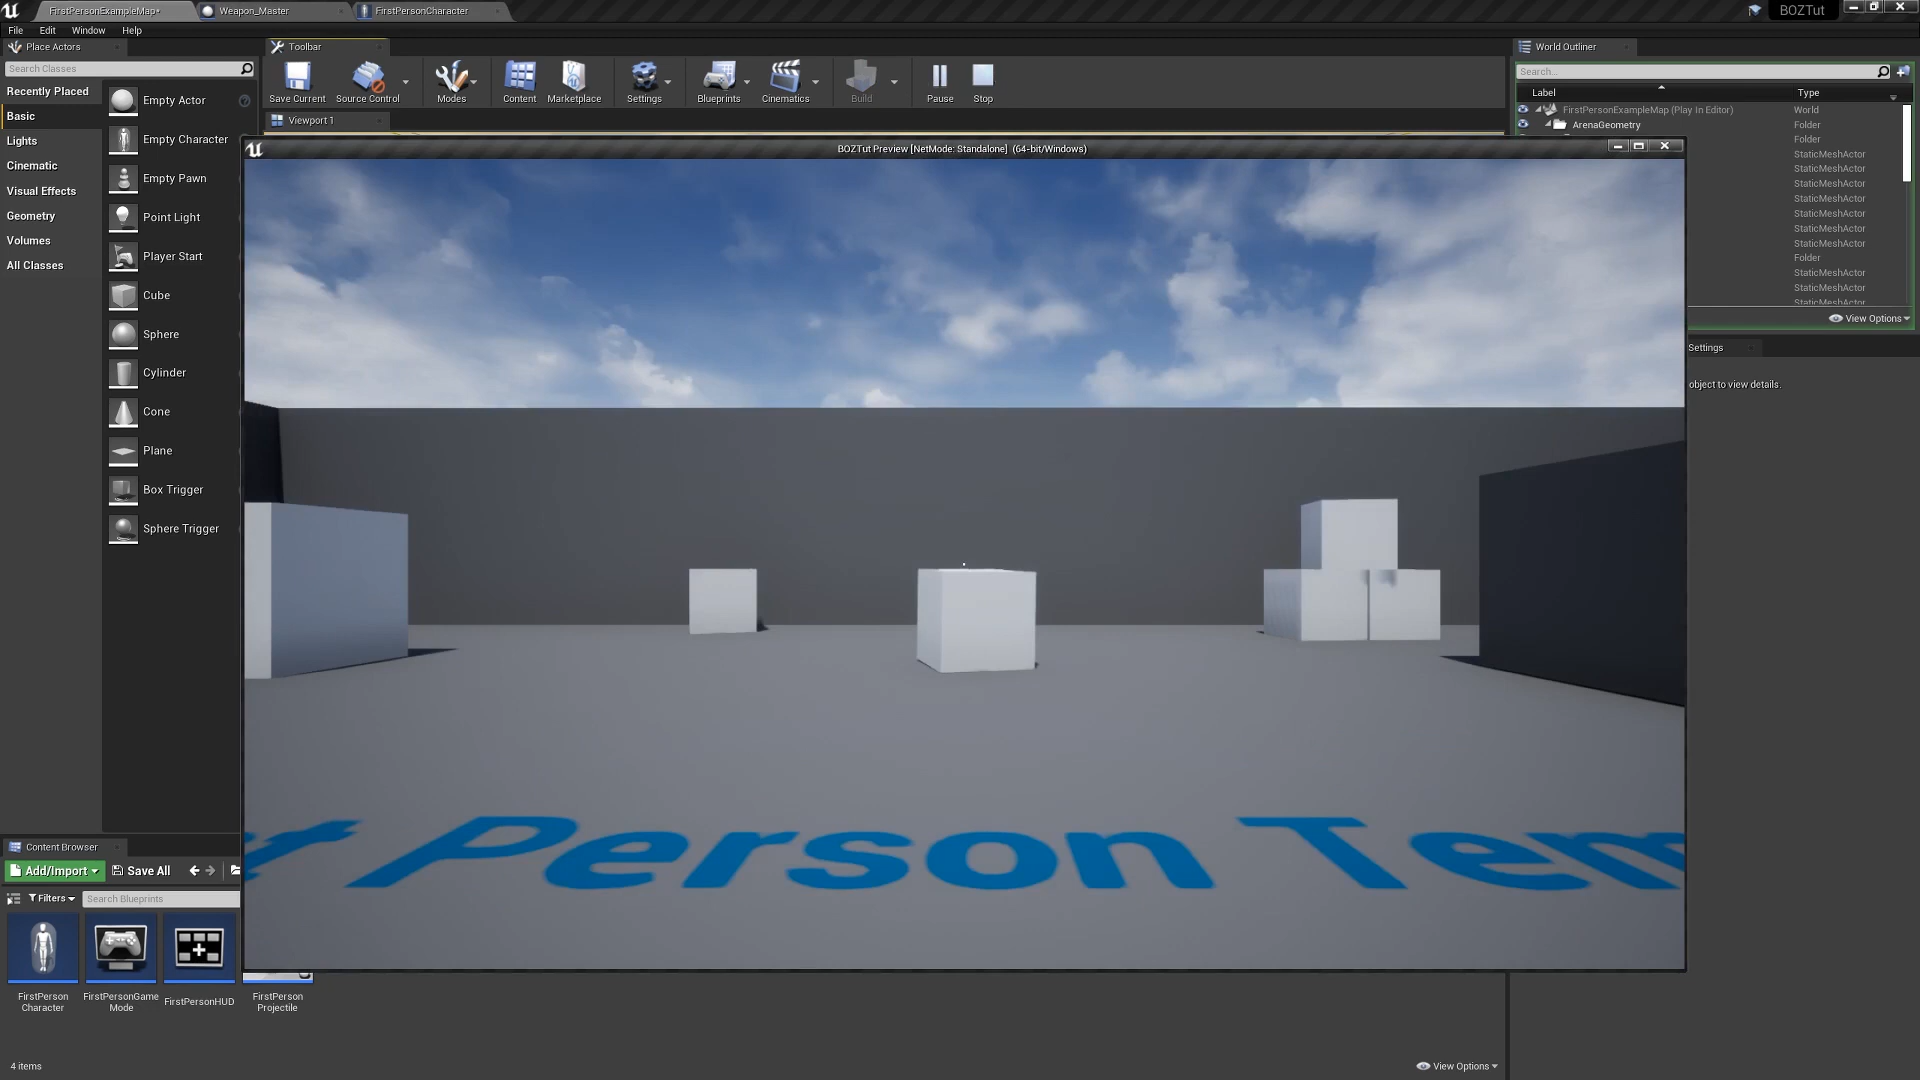 FirstPersonExampleMap*
Weapon_Master
FirstPersonCharacter
BOZTut
File Edit Window Help
Place Actors
Toolbar
World Outliner
Search Classes
Search...
Recently Placed
Basic
Lights
Cinematic
Visual Effects
Geometry
Volumes
All Classes
Empty Actor
Empty Character
Empty Pawn
Point Light
Player Start
Cube
Sphere
Cylinder
Cone
Plane
Box Trigger
Sphere Trigger
Save Current
Source Control
Modes
Content
Marketplace
Settings
Blueprints
Cinematics
Build
Pause
Stop
Viewport 1
Label Type
FirstPersonExampleMap (Play In Editor) World
ArenaGeometry Folder
Folder
StaticMeshActor
StaticMeshActor
StaticMeshActor
StaticMeshActor
StaticMeshActor
StaticMeshActor
StaticMeshActor
Folder
StaticMeshActor
StaticMeshActor
StaticMeshActor
View Options
Settings
object to view details.
BOZTut Preview [NetMode: Standalone] (64-bit/Windows)
t Person Tem
Content Browser
Add/Import
Save All
Filters
Search Blueprints
FirstPerson
Character
FirstPersonGame
Mode
FirstPersonHUD
FirstPerson
Projectile
4 items
View Options